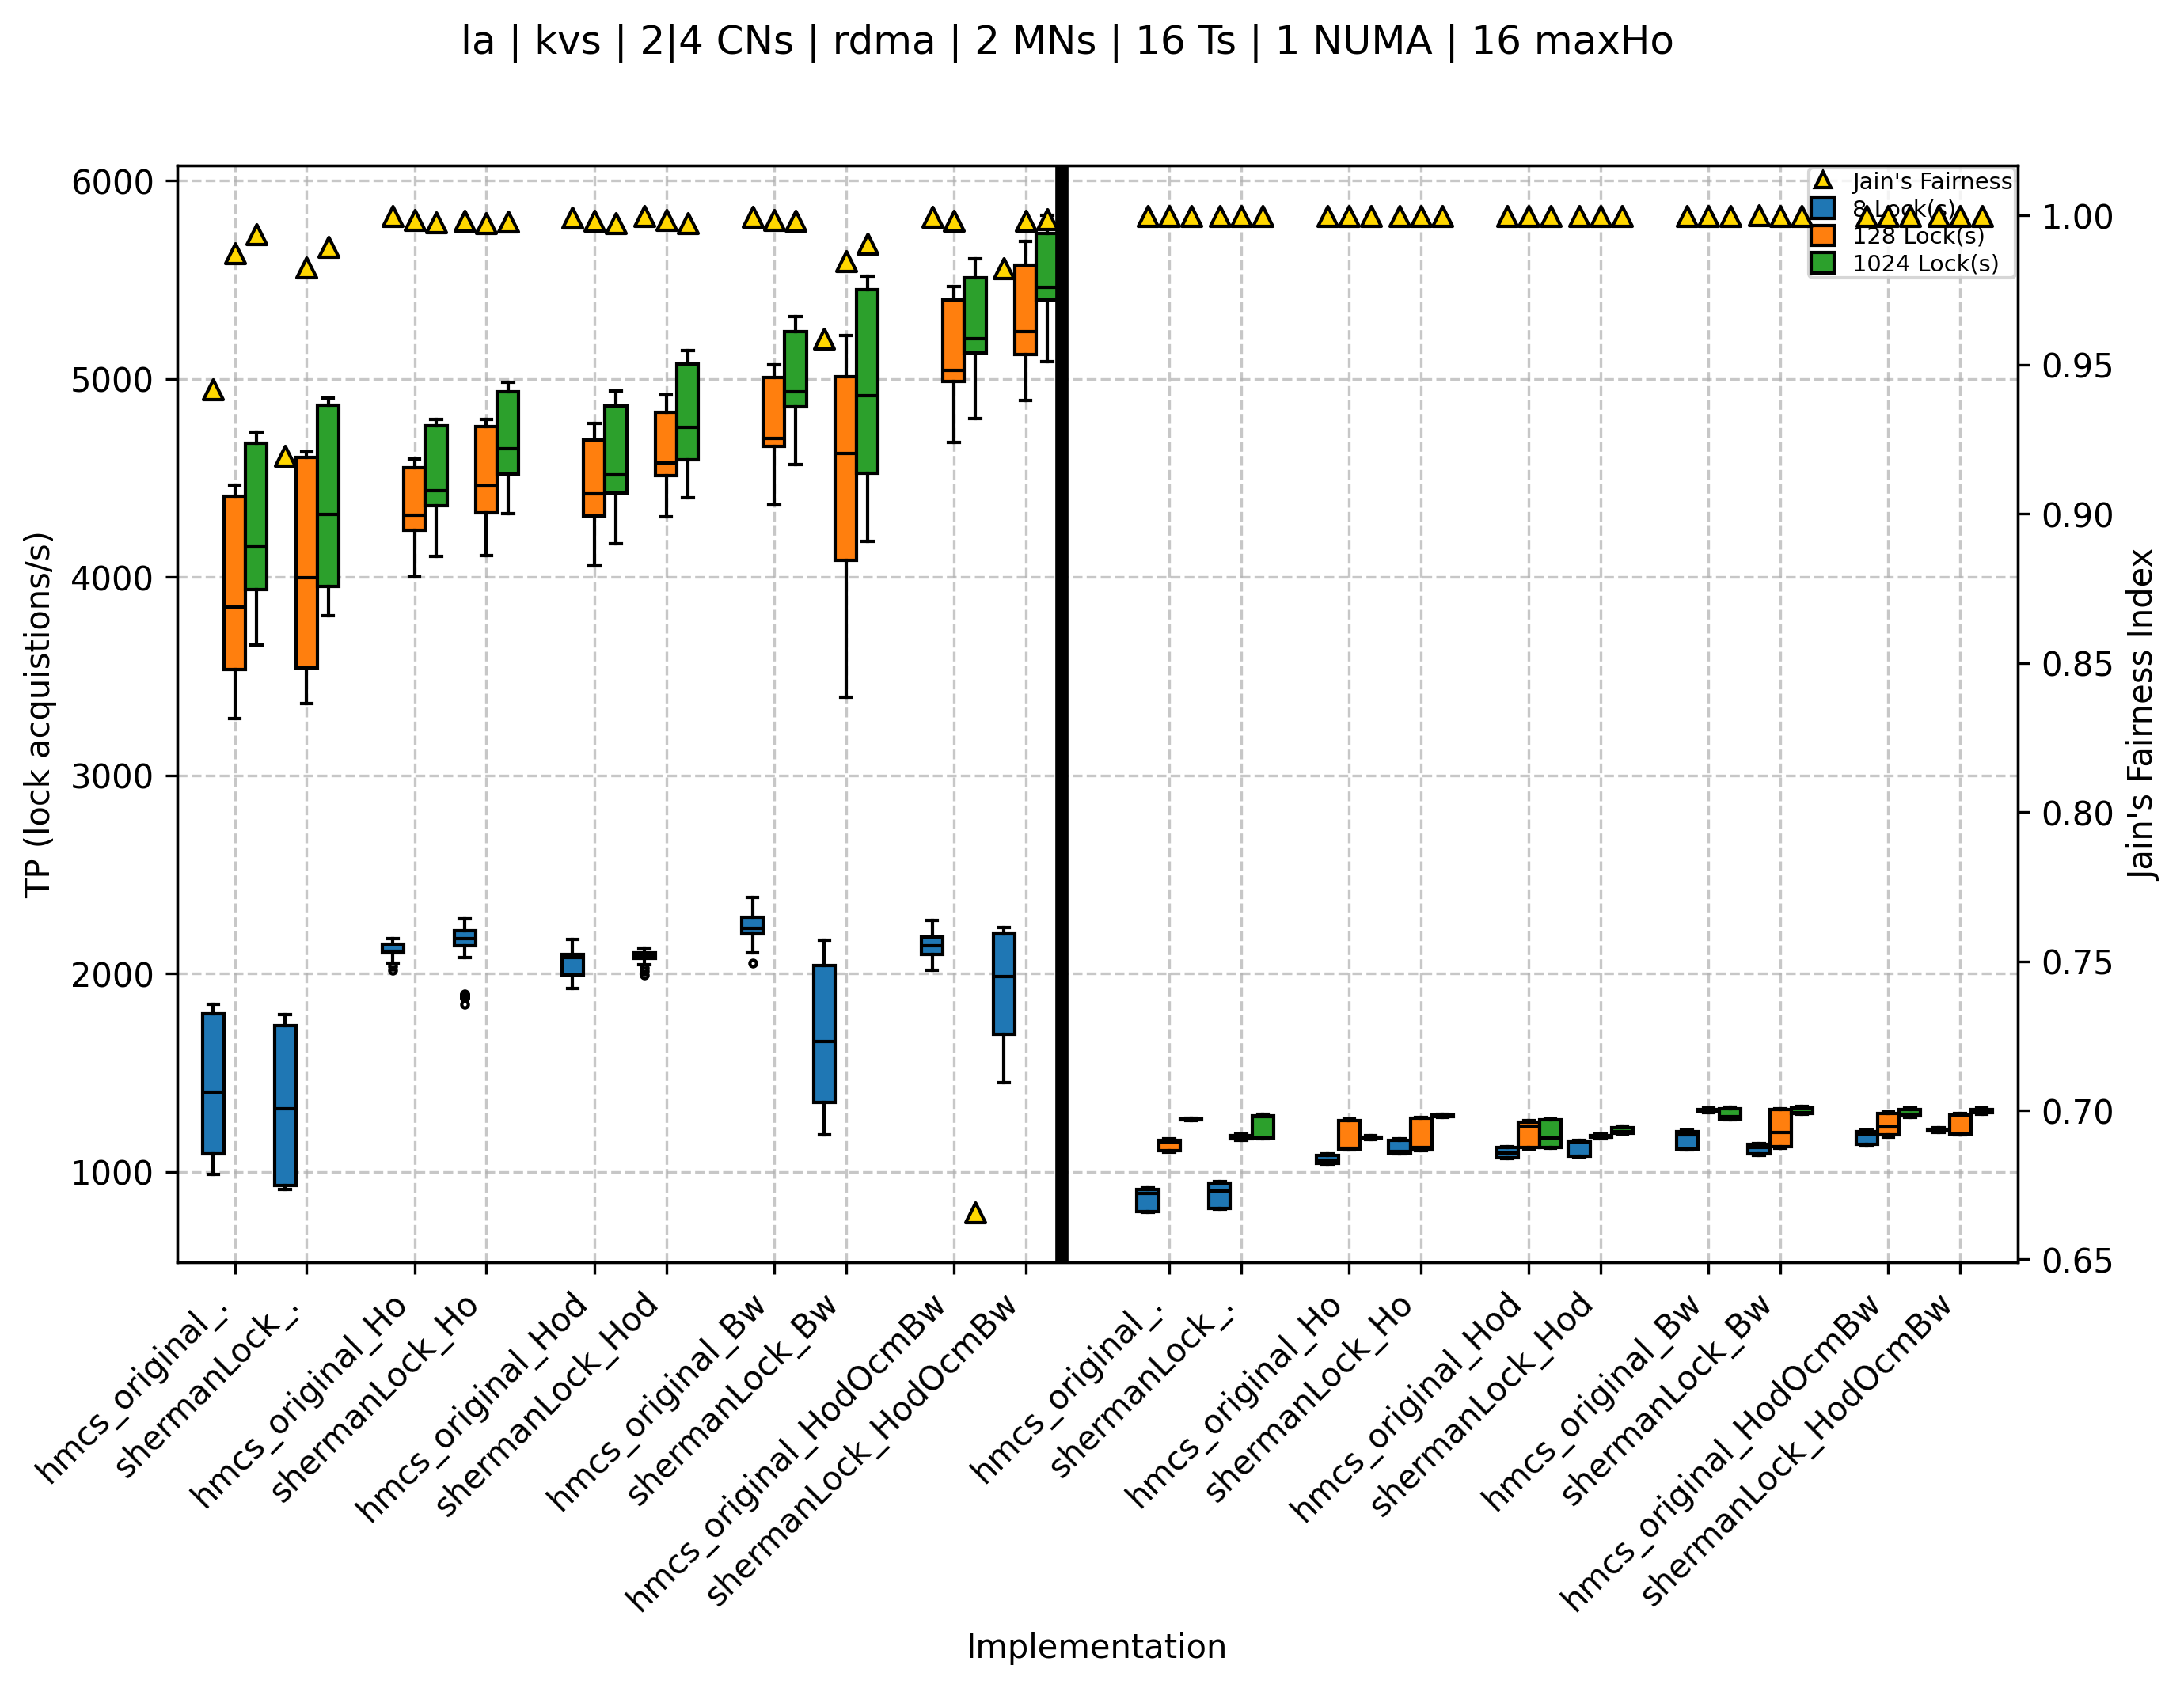 la | kvs | 2|4 CNs | rdma | 2 MNs | 16 Ts | 1 NUMA | 16 maxHo
TP (lock acquistions/s)
6000
5000
4000
3000
2000
1000
Jain's Fairness
8 Lock(s)
128 Lock(s)
1024 Lock(s)
1.00
0.95
0.90
0.85
0.80
0.75
0.70
0.65
Jain's Fairness Index
hmcs_original_.
shermanLock_.
hmcs_original_Ho
shermanLock_Ho
hmcs_original_Hod
shermanLock_Hod
hmcs_original_Bw
shermanLock_Bw
hmcs_original_HodOcmBw
shermanLock_HodOcmBw
hmcs_original_.
shermanLock_.
hmcs_original_Ho
shermanLock_Ho
hmcs_original_Hod
shermanLock_Hod
hmcs_original_Bw
shermanLock_Bw
hmcs_original_HodOcmBw
shermanLock_HodOcmBw
Implementation